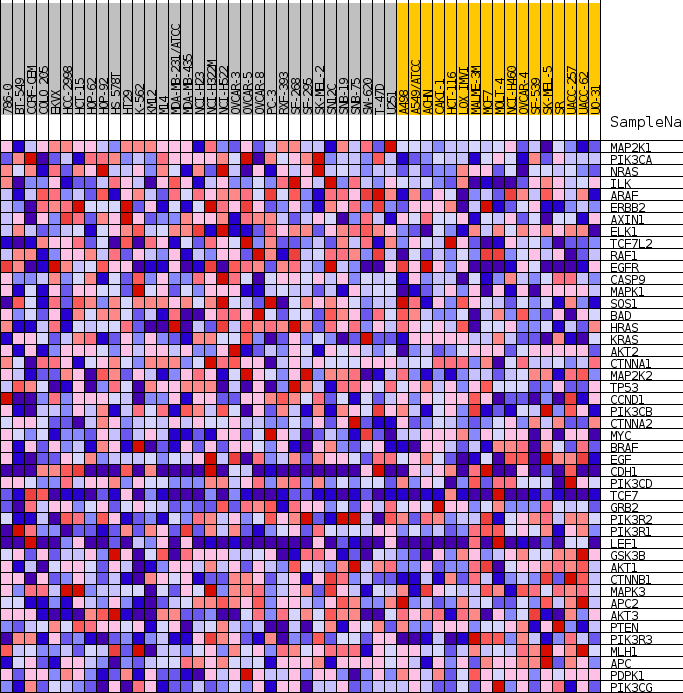 786-0
BT-549
CCRF-CEM
COLO 205
EKVX
HCC-2998
HCT-15
HOP-62
HOP-92
HS 578T
HT29
K-562
KM12
M14
MDA-MB-231/ATCC
MDA-MB-435
NCI-H23
NCI-H322M
NCI-H522
OVCAR-3
OVCAR-5
OVCAR-8
PC-3
RXF-393
SF-268
SF-295
SK-MEL-2
SN12C
SNB-19
SNB-75
SW-620
T-47D
U251
A498
A549/ATCC
ACHN
CAKI-1
HCT-116
LOX IMVI
MALME-3M
MCF7
MOLT-4
NCI-H460
OVCAR-4
SF-539
SK-MEL-5
SR
UACC-257
UACC-62
UO-31
SampleNa
MAP2K1
PIK3CA
NRAS
ILK
ARAF
ERBB2
AXIN1
ELK1
TCF7L2
RAF1
EGFR
CASP9
MAPK1
SOS1
BAD
HRAS
KRAS
AKT2
CTNNA1
MAP2K2
TP53
CCND1
PIK3CB
CTNNA2
MYC
BRAF
EGF
CDH1
PIK3CD
TCF7
GRB2
PIK3R2
PIK3R1
LEF1
GSK3B
AKT1
CTNNB1
MAPK3
APC2
AKT3
PTEN
PIK3R3
MLH1
APC
PDPK1
PIK3CG